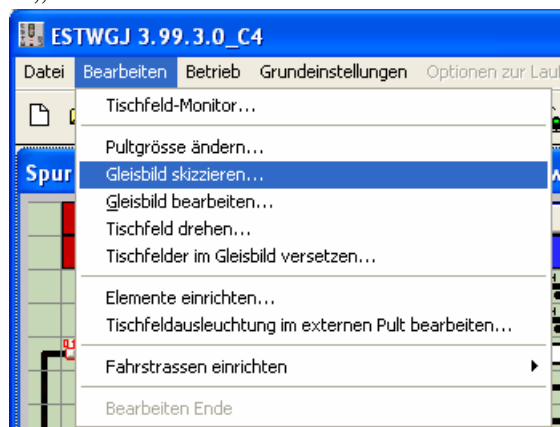 ESTWGJ 3.99.3.0_C4
Datei Bearbeiten Betrieb Grundeinstellungen Optionen zur Lauf
Tischfeld-Monitor...
Pultgrösse ändern...
Spur
Gleisbild skizzieren...
Gleisbild bearbeiten...
Tischfeld drehen...
Tischfelder im Gleisbild versetzen...
Elemente einrichten...
Tischfeldausleuchtung im externen Pult bearbeiten...
Fahrstrassen einrichten
Bearbeiten Ende